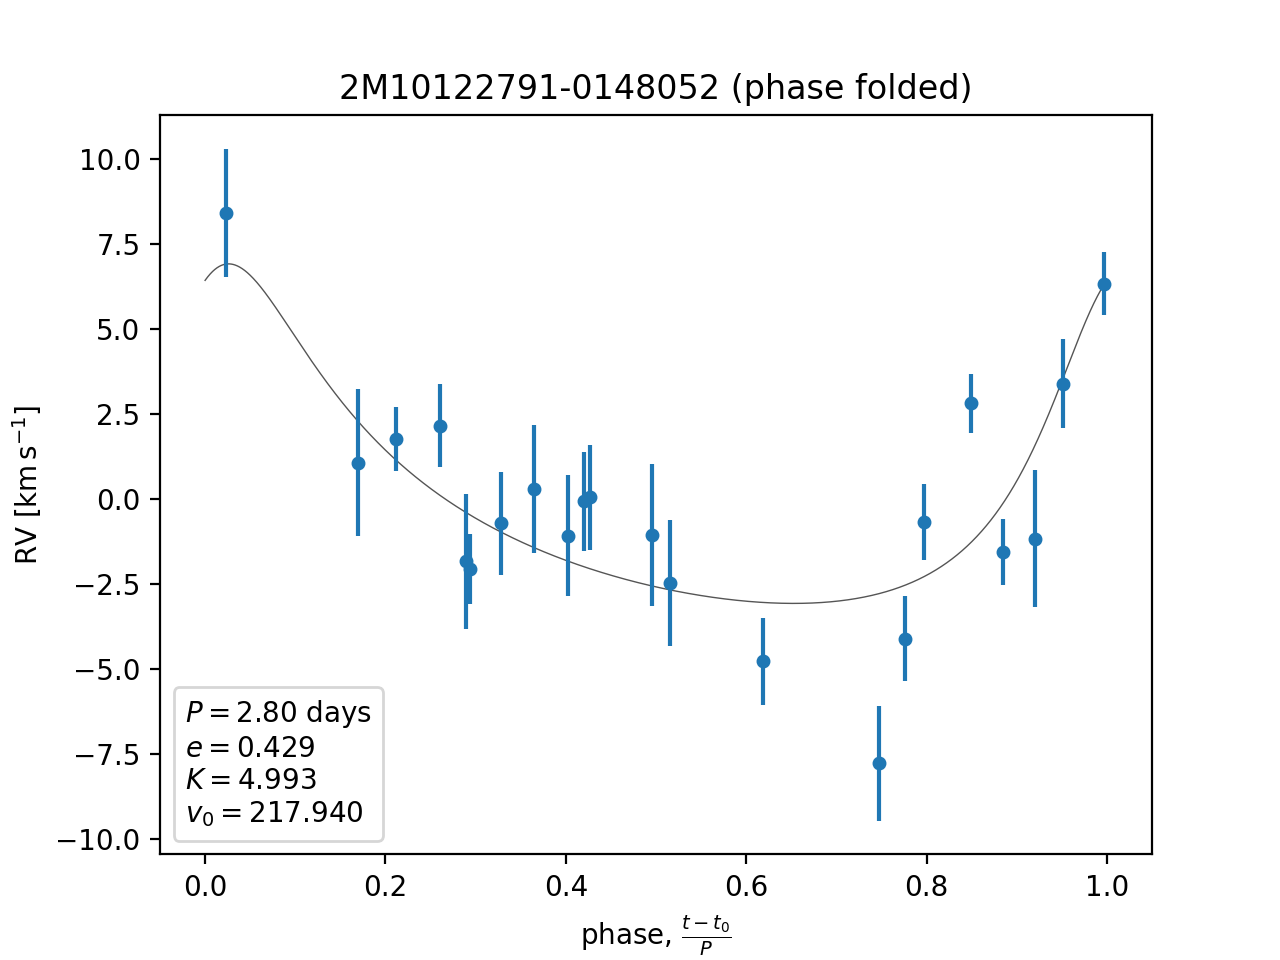 2M10122791-0148052 (phase folded)
RV [km s⁻¹]
10.0
7.5
5.0
2.5
0.0
−2.5
−5.0
−7.5
−10.0
P = 2.80 days
e = 0.429
K = 4.993
v₀ = 217.940
0.0 0.2 0.4 0.6 0.8 1.0
phase, (t − t₀)/P